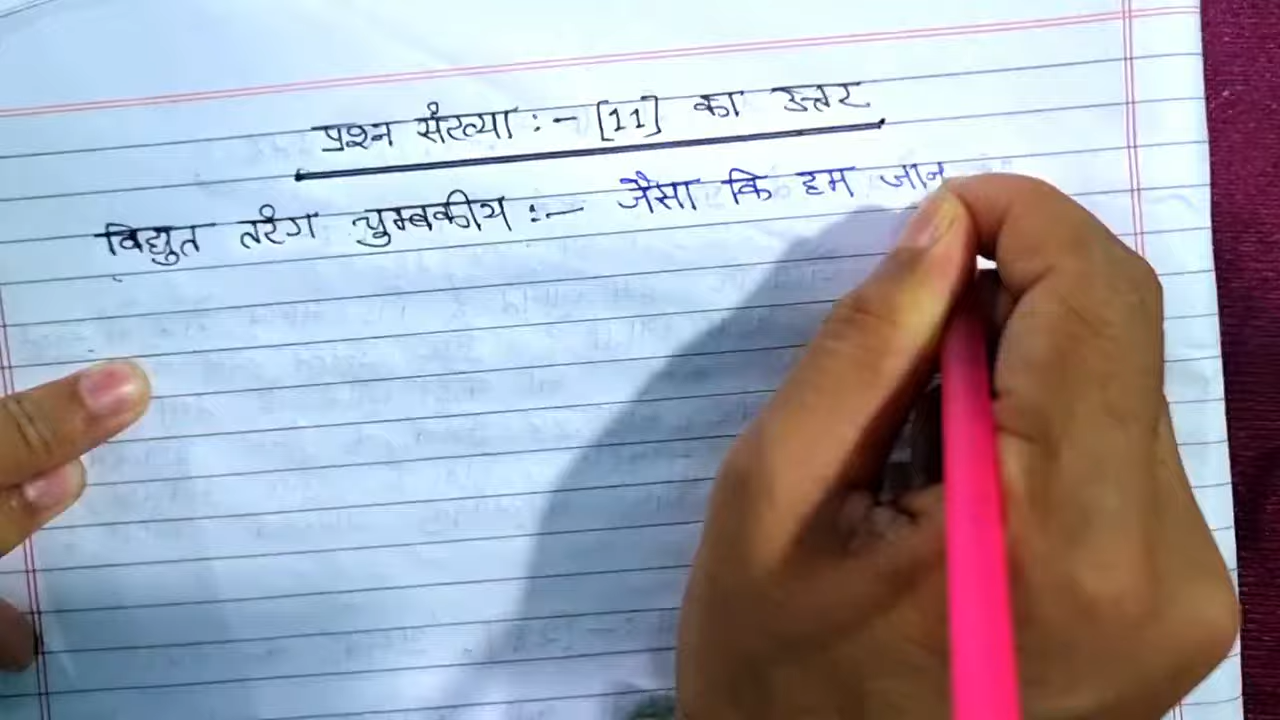 प्रश्न संख्या :- [11] का उत्तर
विद्युत तरंग चुम्बकीय :- जैसा कि हम जान